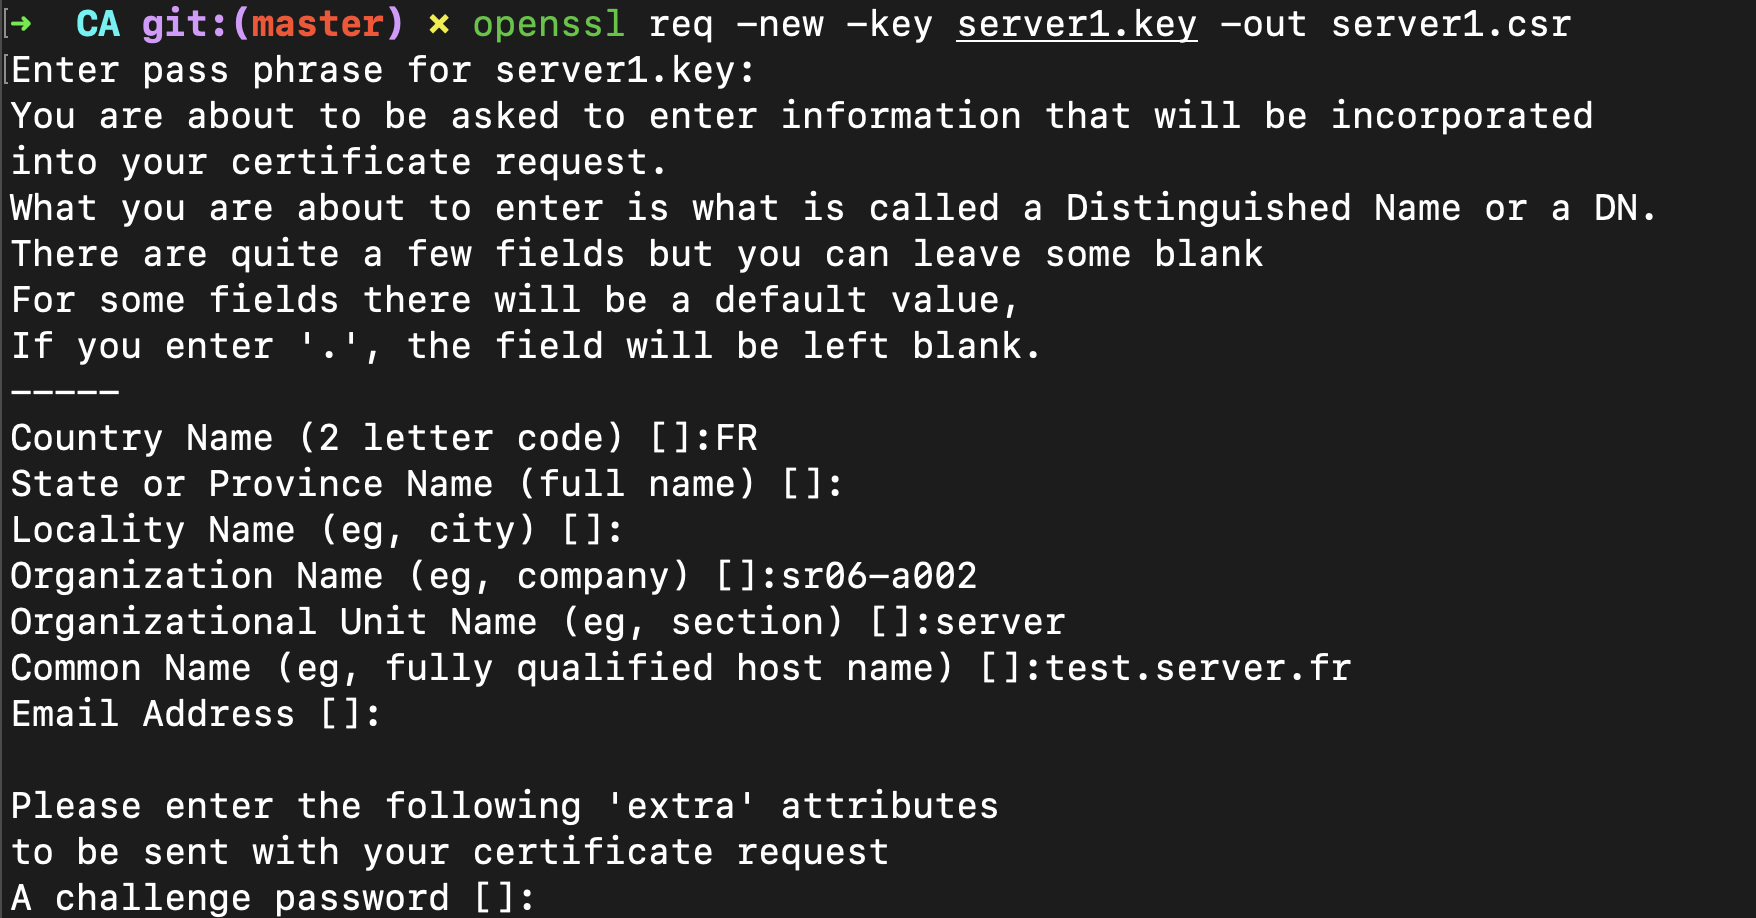 → CA git:(master) × openssl req -new -key server1.key -out server1.csr
Enter pass phrase for server1.key:
You are about to be asked to enter information that will be incorporated
into your certificate request.
What you are about to enter is what is called a Distinguished Name or a DN.
There are quite a few fields but you can leave some blank
For some fields there will be a default value,
If you enter '.', the field will be left blank.
-----
Country Name (2 letter code) []:FR
State or Province Name (full name) []:
Locality Name (eg, city) []:
Organization Name (eg, company) []:sr06-a002
Organizational Unit Name (eg, section) []:server
Common Name (eg, fully qualified host name) []:test.server.fr
Email Address []:
Please enter the following 'extra' attributes
to be sent with your certificate request
A challenge password []: